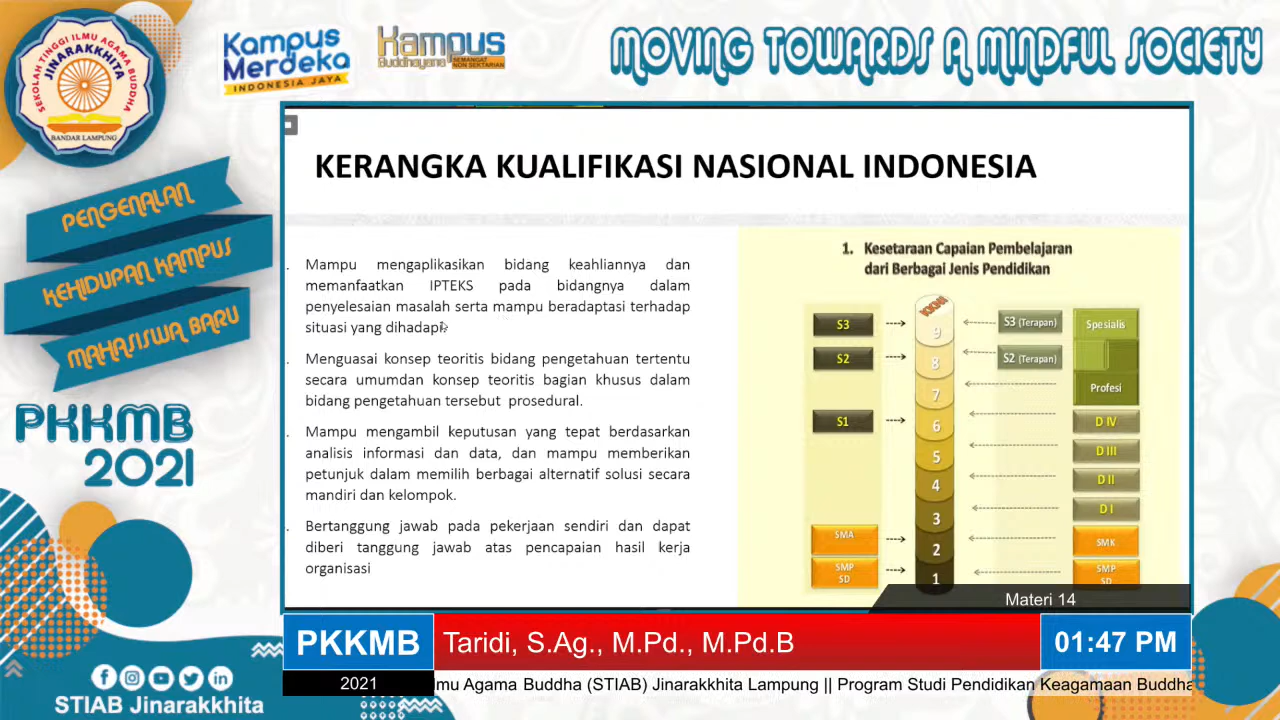 SEKOLAH TINGGI ILMU AGAMA BUDDHA
JINARAKKHITA
BANDAR LAMPUNG
Kampus
Merdeka
INDONESIA JAYA
Kampus
Buddhayana
SEMANGAT
NON SEKTARIAN
MOVING TOWARDS A MINDFUL SOCIETY
PENGENALAN
KEHIDUPAN KAMPUS
MAHASISWA BARU
PKKMB
2021
STIAB Jinarakkhita
KERANGKA KUALIFIKASI NASIONAL INDONESIA
. Mampu mengaplikasikan bidang keahliannya dan
memanfaatkan IPTEKS pada bidangnya dalam
penyelesaian masalah serta mampu beradaptasi terhadap
situasi yang dihadapi
. Menguasai konsep teoritis bidang pengetahuan tertentu
secara umumdan konsep teoritis bagian khusus dalam
bidang pengetahuan tersebut prosedural.
. Mampu mengambil keputusan yang tepat berdasarkan
analisis informasi dan data, dan mampu memberikan
petunjuk dalam memilih berbagai alternatif solusi secara
mandiri dan kelompok.
. Bertanggung jawab pada pekerjaan sendiri dan dapat
diberi tanggung jawab atas pencapaian hasil kerja
organisasi
1. Kesetaraan Capaian Pembelajaran
dari Berbagai Jenis Pendidikan
KKNI
S3 9 S3 (Terapan) Spesialis
S2 8 S2 (Terapan)
7 Profesi
S1 6 D IV
5 D III
4 D II
3 D I
SMA 2 SMK
SMP 1 SMP
SD SD
Materi 14
PKKMB Taridi, S.Ag., M.Pd., M.Pd.B 01:47 PM
2021 lmu Agama Buddha (STIAB) Jinarakkhita Lampung || Program Studi Pendidikan Keagamaan Buddha